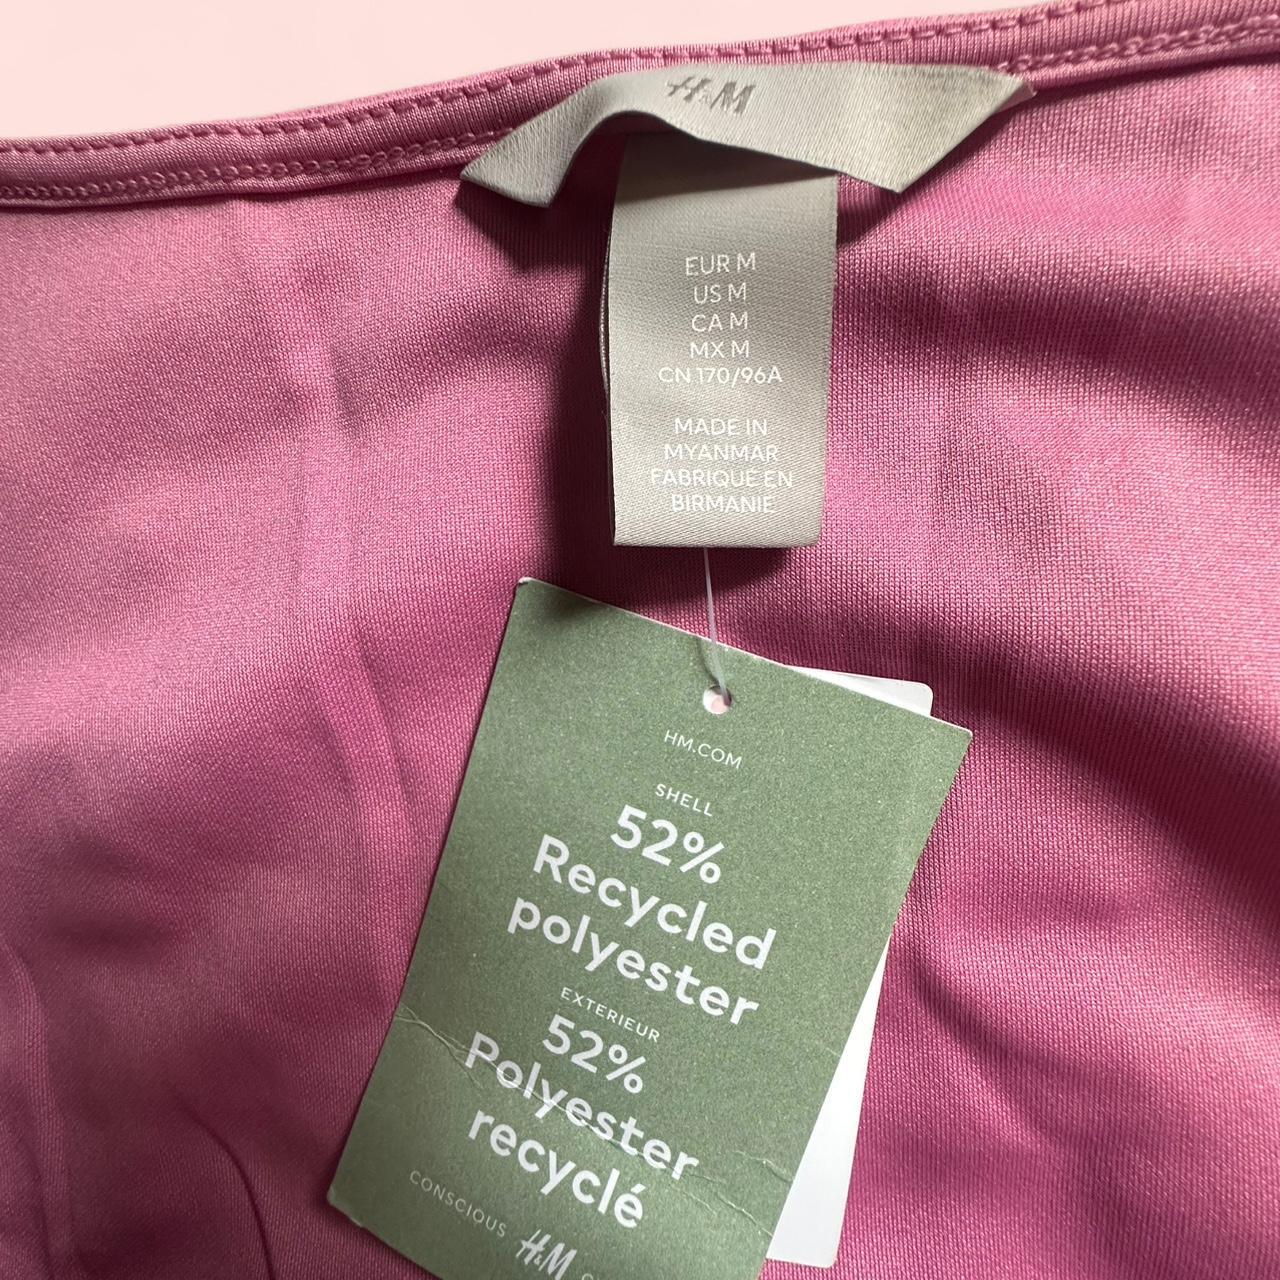 H&M
EUR M
US M
CA M
MX M
CN 170/96A
MADE IN
MYANMAR
FABRIQUE EN
BIRMANIE
HM.COM
SHELL
52%
Recycled
polyester
EXTERIEUR
52%
Polyester
recyclé
CONSCIOUS H&M